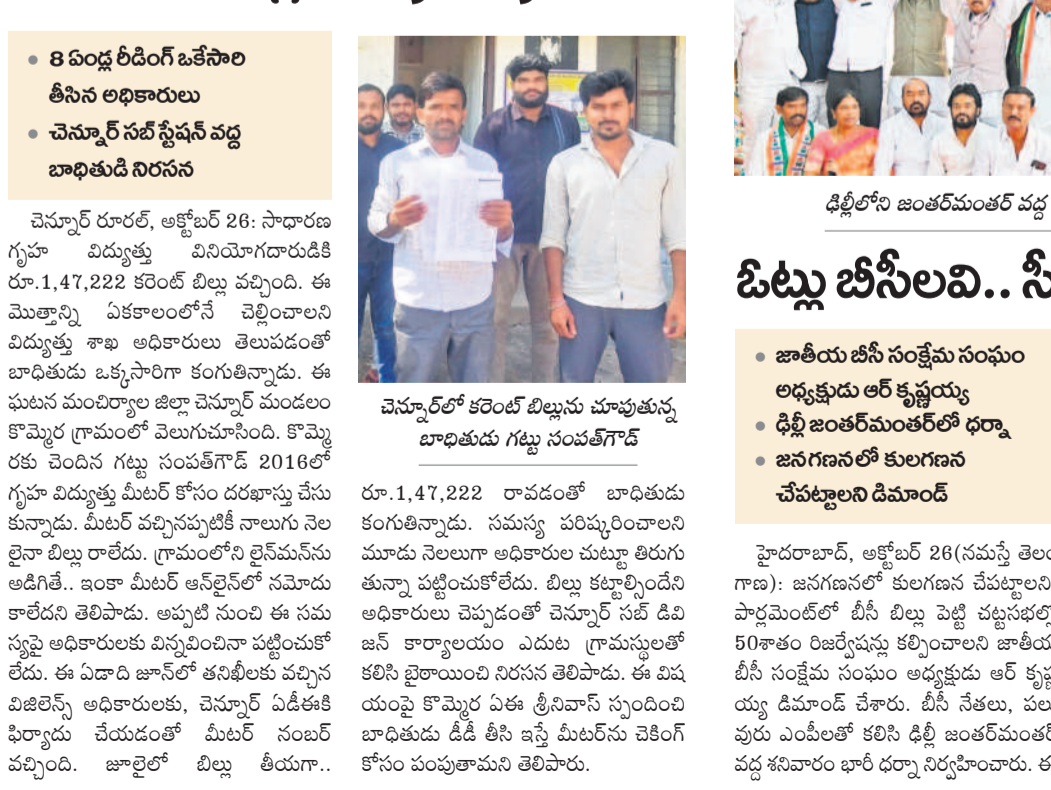 8 ఏండ్ల రీడింగ్ ఒకేసారి
తీసిన అధికారులు
చెన్నూర్ సబ్ స్టేషన్ వద్ద
బాధితుడి నిరసన
చెన్నూర్ రూరల్, అక్టోబర్ 26: సాధారణ
గృహ విద్యుత్తు వినియోగదారుడికి
రూ.1,47,222 కరెంట్ బిల్లు వచ్చింది. ఈ
మొత్తాన్ని ఏకకాలంలోనే చెల్లించాలని
విద్యుత్తు శాఖ అధికారులు తెలుపడంతో
బాధితుడు ఒక్కసారిగా కంగుతిన్నాడు. ఈ
ఘటన మంచిర్యాల జిల్లా చెన్నూర్ మండలం
కొమ్మెర గ్రామంలో వెలుగుచూసింది. కొమ్మె
రకు చెందిన గట్టు సంపత్‌గౌడ్ 2016లో
గృహ విద్యుత్తు మీటర్ కోసం దరఖాస్తు చేసు
కున్నాడు. మీటర్ వచ్చినప్పటికీ నాలుగు నెల
లైనా బిల్లు రాలేదు. గ్రామంలోని లైన్‌మన్‌ను
అడిగితే.. ఇంకా మీటర్ ఆన్‌లైన్‌లో నమోదు
కాలేదని తెలిపాడు. అప్పటి నుంచి ఈ సమ
స్యపై అధికారులకు విన్నవించినా పట్టించుకో
లేదు. ఈ ఏడాది జూన్‌లో తనిఖీలకు వచ్చిన
విజిలెన్స్ అధికారులకు, చెన్నూర్ ఏడీఈకి
ఫిర్యాదు చేయడంతో మీటర్ నంబర్
వచ్చింది. జూలైలో బిల్లు తీయగా..
చెన్నూర్‌లో కరెంట్ బిల్లును చూపుతున్న
బాధితుడు గట్టు సంపత్‌గౌడ్
రూ.1,47,222 రావడంతో బాధితుడు
కంగుతిన్నాడు. సమస్య పరిష్కరించాలని
మూడు నెలలుగా అధికారుల చుట్టూ తిరుగు
తున్నా పట్టించుకోలేదు. బిల్లు కట్టాల్సిందేని
అధికారులు చెప్పడంతో చెన్నూర్ సబ్ డివి
జన్ కార్యాలయం ఎదుట గ్రామస్థులతో
కలిసి బైఠాయించి నిరసన తెలిపాడు. ఈ విష
యంపై కొమ్మెర ఏఈ శ్రీనివాస్ స్పందించి
బాధితుడు డీడీ తీసి ఇస్తే మీటర్‌ను చెకింగ్
కోసం పంపుతామని తెలిపారు.
ఢిల్లీలోని జంతర్‌మంతర్ వద్ద
ఓట్లు బీసీలవి.. సీ
జాతీయ బీసీ సంక్షేమ సంఘం
అధ్యక్షుడు ఆర్ కృష్ణయ్య
ఢిల్లీ జంతర్‌మంతర్‌లో ధర్నా
జనగణనలో కులగణన
చేపట్టాలని డిమాండ్
హైదరాబాద్, అక్టోబర్ 26(నమస్తే తెలం
గాణ): జనగణనలో కులగణన చేపట్టాలని
పార్లమెంట్‌లో బీసీ బిల్లు పెట్టి చట్టసభల్లో
50శాతం రిజర్వేషన్లు కల్పించాలని జాతీయ
బీసీ సంక్షేమ సంఘం అధ్యక్షుడు ఆర్ కృష్ణ
య్య డిమాండ్ చేశారు. బీసీ నేతలు, పలు
వురు ఎంపీలతో కలిసి ఢిల్లీ జంతర్‌మంతర్
వద్ద శనివారం భారీ ధర్నా నిర్వహించారు. ఈ